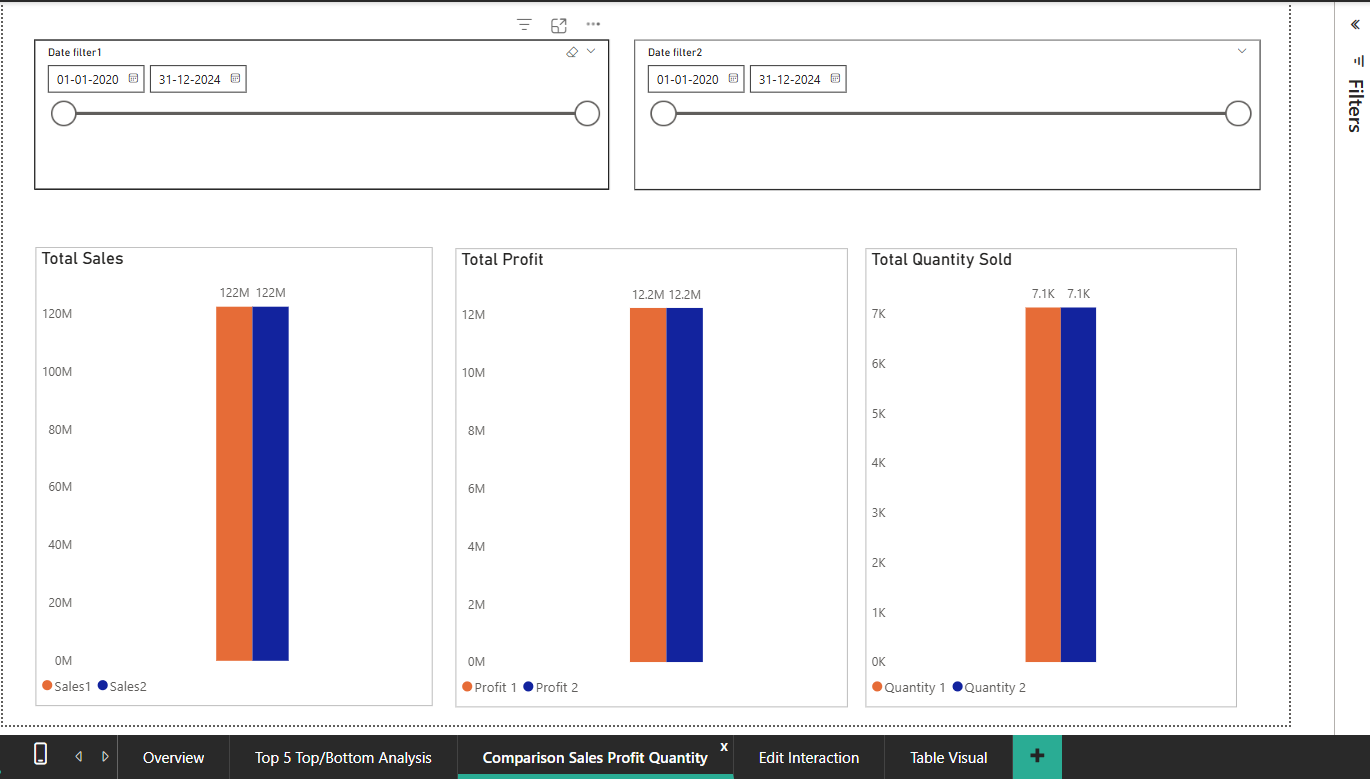 Date filter1
01-01-2020 31-12-2024
Date filter2
01-01-2020 31-12-2024
Filters
Total Sales
122M 122M
120M
100M
80M
60M
40M
20M
0M
Sales1 Sales2
Total Profit
12.2M 12.2M
12M
10M
8M
6M
4M
2M
0M
Profit 1 Profit 2
Total Quantity Sold
7.1K 7.1K
7K
6K
5K
4K
3K
2K
1K
0K
Quantity 1 Quantity 2
Overview Top 5 Top/Bottom Analysis Comparison Sales Profit Quantity x Edit Interaction Table Visual +